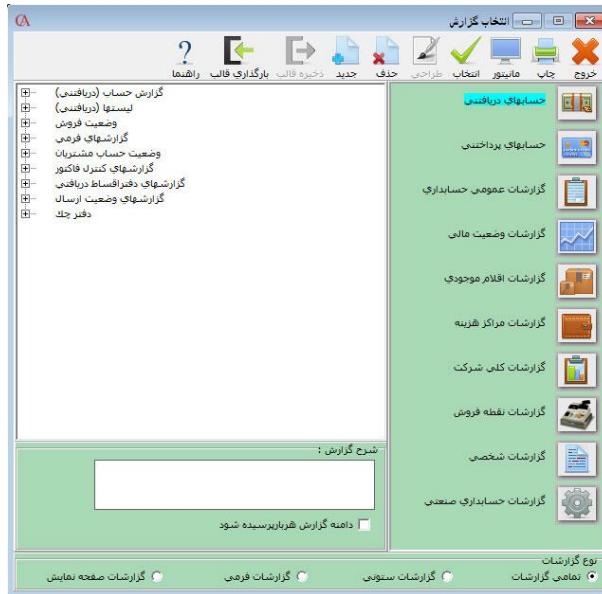 انتخاب گزارش
خروج چاپ مانیتور انتخاب طراحی حذف جدید ذخیره قالب بارگذاری قالب راهنما
حسابهای دریافتنی
حسابهای پرداختنی
گزارشات عمومی حسابداری
گزارشات وضعیت مالی
گزارشات اقلام موجودی
گزارشات مراکز هزینه
گزارشات کلی شرکت
گزارشات نقطه فروش
گزارشات شخصی
گزارشات حسابداری صنعتی
گزارش حساب (دریافتنی)
لیستها (دریافتنی)
وضعیت فروش
گزارشهای فرمی
وضعیت حساب مشتریان
گزارشهای کنترل فاکتور
گزارشهای دفتراقساط دریافتی
گزارشهای وضعیت ارسال
دفتر چك
شرح گزارش :
دامنه گزارش هربارپرسیده شود
نوع گزارشات
تمامی گزارشات گزارشات ستونی گزارشات فرمی گزارشات صفحه نمایش